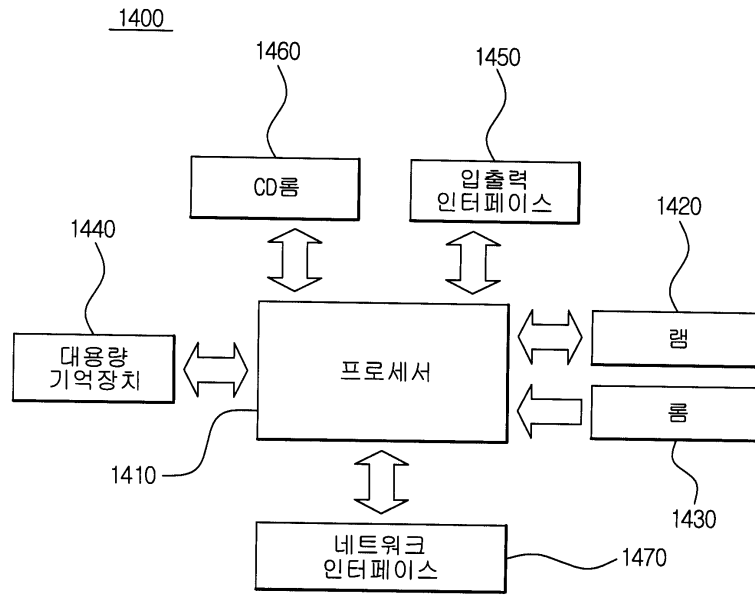 1400
1460
1450
CD롬
입출력
인터페이스
1440
1420
대용량
기억장치
프로세서
램
롬
1410
1430
네트워크
인터페이스
1470